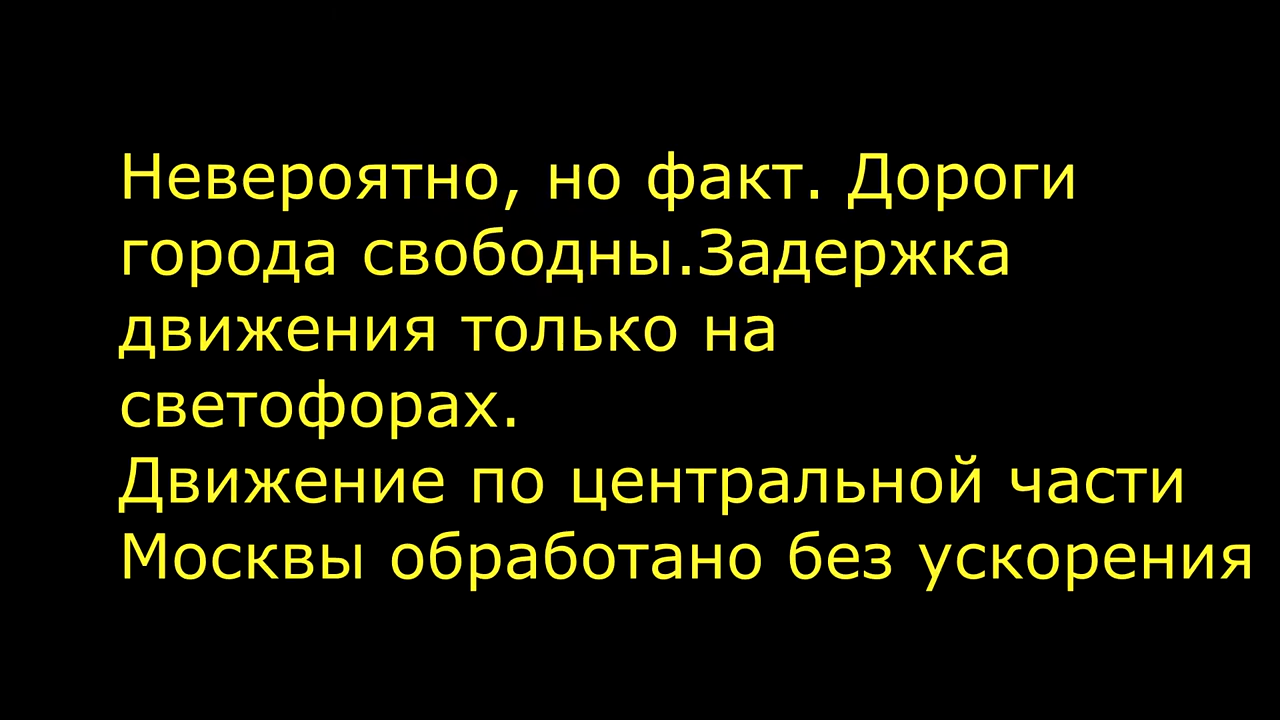 Невероятно, но факт. Дороги
города свободны.Задержка
движения только на
светофорах.
Движение по центральной части
Москвы обработано без ускорения